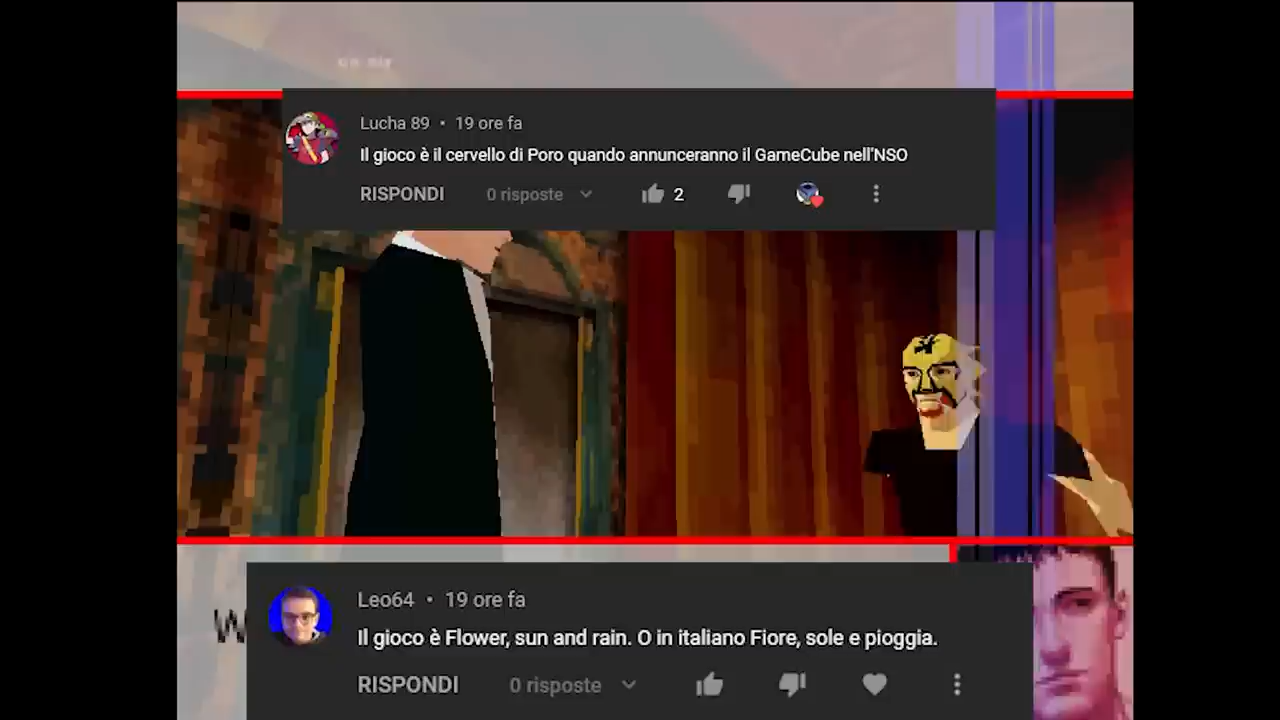 Lucha 89 • 19 ore fa
Il gioco è il cervello di Poro quando annunceranno il GameCube nell'NSO
RISPONDI 0 risposte 2
W
Leo64 • 19 ore fa
Il gioco è Flower, sun and rain. O in italiano Fiore, sole e pioggia.
RISPONDI 0 risposte